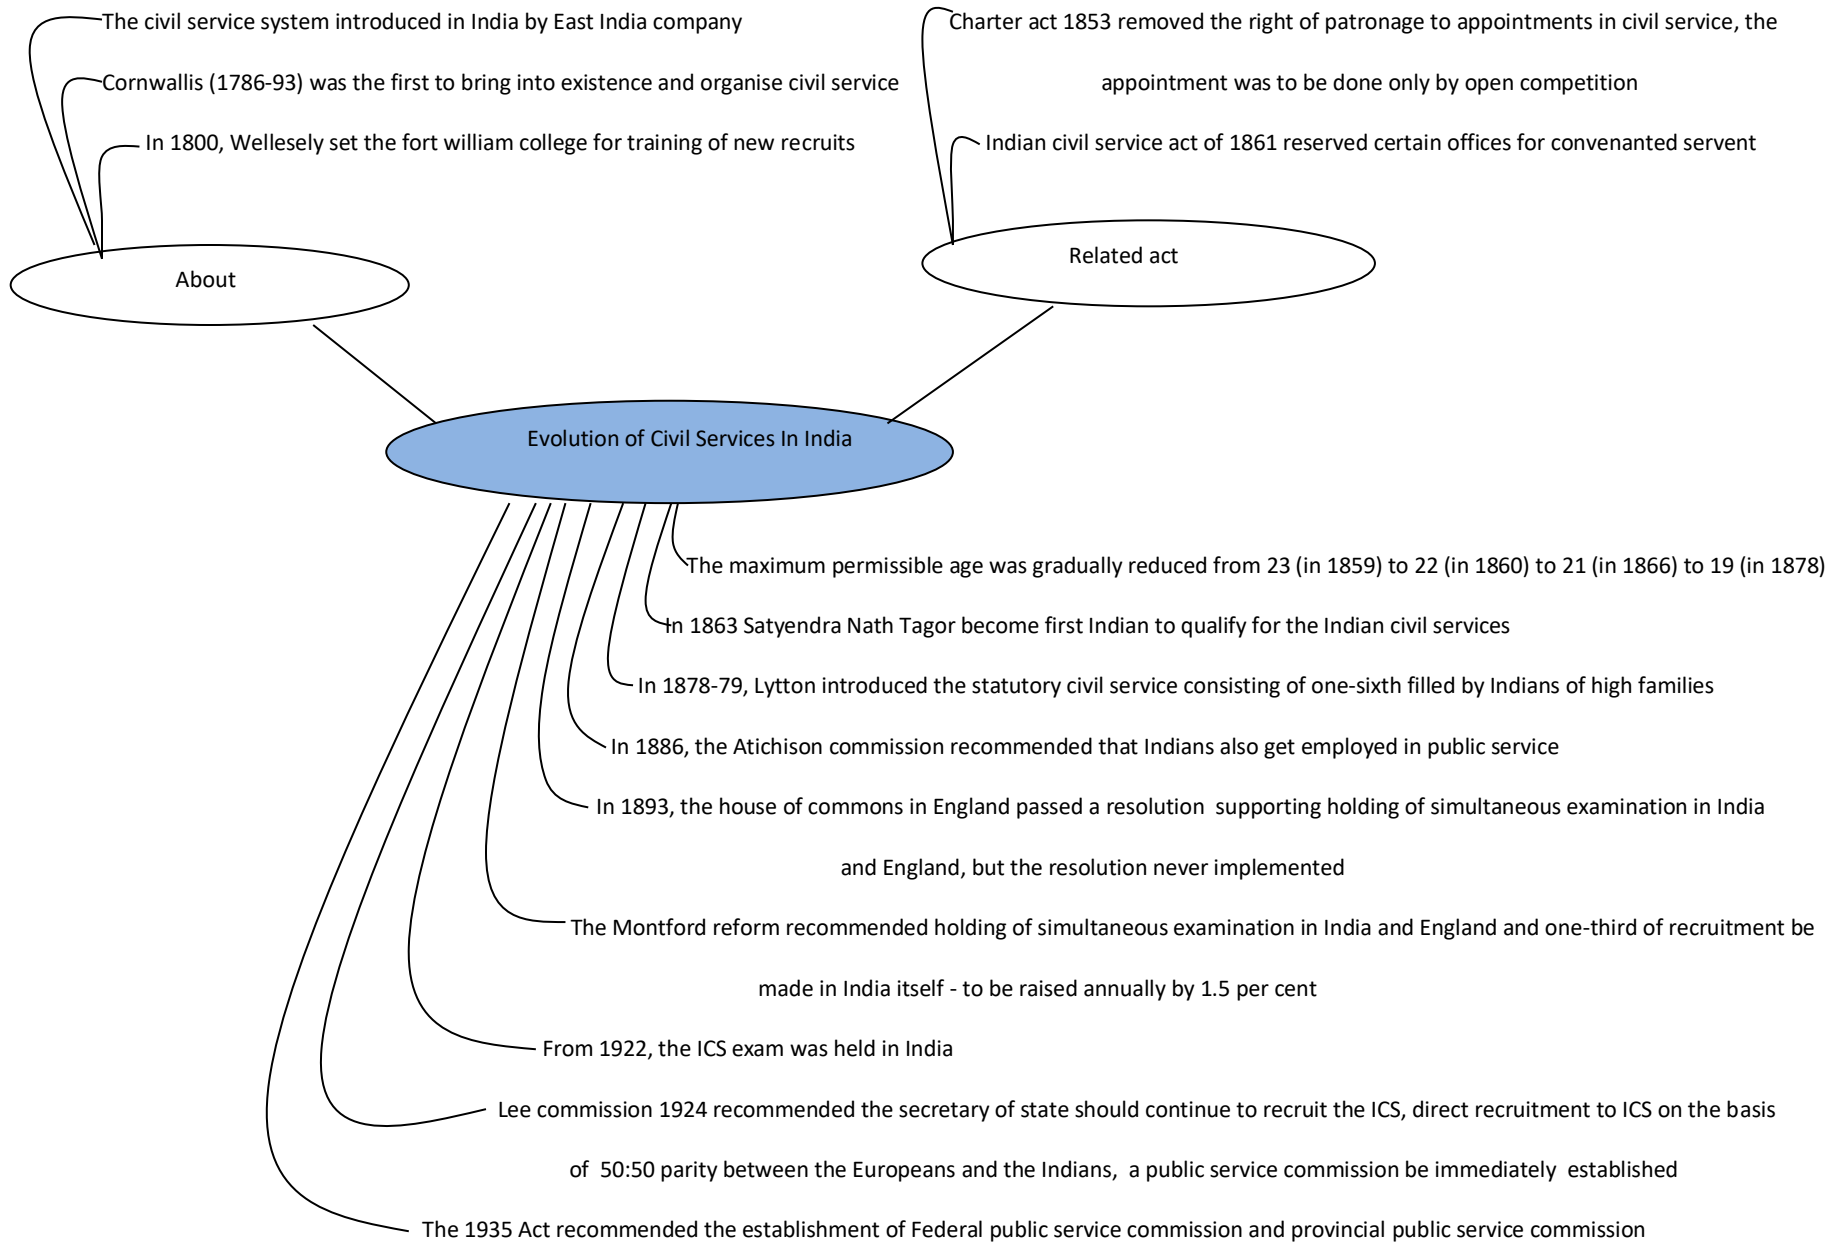 The civil service system introduced in India by East India company
Cornwallis (1786-93) was the first to bring into existence and organise civil service
In 1800, Wellesely set the fort william college for training of new recruits
About
Charter act 1853 removed the right of patronage to appointments in civil service, the
appointment was to be done only by open competition
Indian civil service act of 1861 reserved certain offices for convenanted servent
Related act
Evolution of Civil Services In India
The maximum permissible age was gradually reduced from 23 (in 1859) to 22 (in 1860) to 21 (in 1866) to 19 (in 1878)
In 1863 Satyendra Nath Tagor become first Indian to qualify for the Indian civil services
In 1878-79, Lytton introduced the statutory civil service consisting of one-sixth filled by Indians of high families
In 1886, the Atichison commission recommended that Indians also get employed in public service
In 1893, the house of commons in England passed a resolution supporting holding of simultaneous examination in India
and England, but the resolution never implemented
The Montford reform recommended holding of simultaneous examination in India and England and one-third of recruitment be
made in India itself - to be raised annually by 1.5 per cent
From 1922, the ICS exam was held in India
Lee commission 1924 recommended the secretary of state should continue to recruit the ICS, direct recruitment to ICS on the basis
of 50:50 parity between the Europeans and the Indians, a public service commission be immediately established
The 1935 Act recommended the establishment of Federal public service commission and provincial public service commission